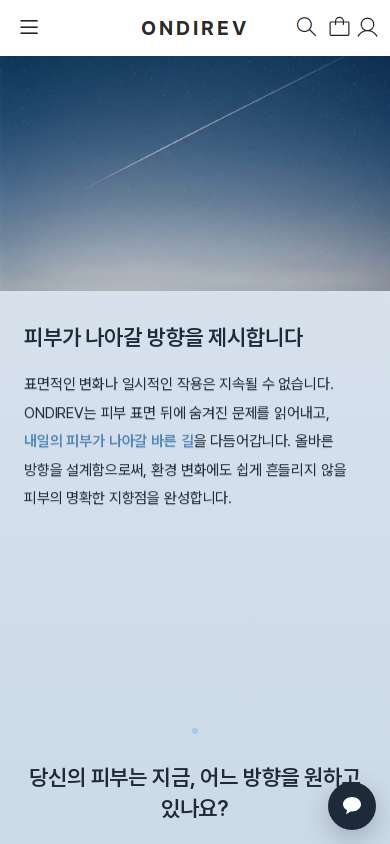 ONDIREV
피부가 나아갈 방향을 제시합니다
표면적인 변화나 일시적인 작용은 지속될 수 없습니다.
ONDIREV는 피부 표면 뒤에 숨겨진 문제를 읽어내고,
내일의 피부가 나아갈 바른 길을 다듬어갑니다. 올바른
방향을 설계함으로써, 환경 변화에도 쉽게 흔들리지 않을
피부의 명확한 지향점을 완성합니다.
당신의 피부는 지금, 어느 방향을 원하고
있나요?